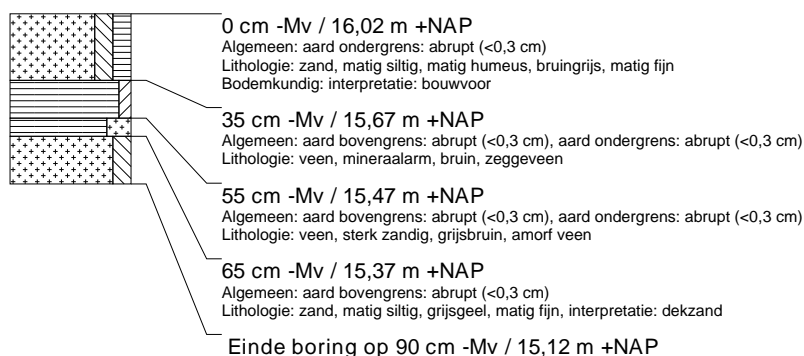 0 cm -Mv / 16,02 m +NAP
Algemeen: aard ondergrens: abrupt (<0,3 cm)
Lithologie: zand, matig siltig, matig humeus, bruingrijs, matig fijn
Bodemkundig: interpretatie: bouwvoor
35 cm -Mv / 15,67 m +NAP
Algemeen: aard bovengrens: abrupt (<0,3 cm), aard ondergrens: abrupt (<0,3 cm)
Lithologie: veen, mineraalarm, bruin, zeggeveen
55 cm -Mv / 15,47 m +NAP
Algemeen: aard bovengrens: abrupt (<0,3 cm), aard ondergrens: abrupt (<0,3 cm)
Lithologie: veen, sterk zandig, grijsbruin, amorf veen
65 cm -Mv / 15,37 m +NAP
Algemeen: aard bovengrens: abrupt (<0,3 cm)
Lithologie: zand, matig siltig, grijsgeel, matig fijn, interpretatie: dekzand
Einde boring op 90 cm -Mv / 15,12 m +NAP